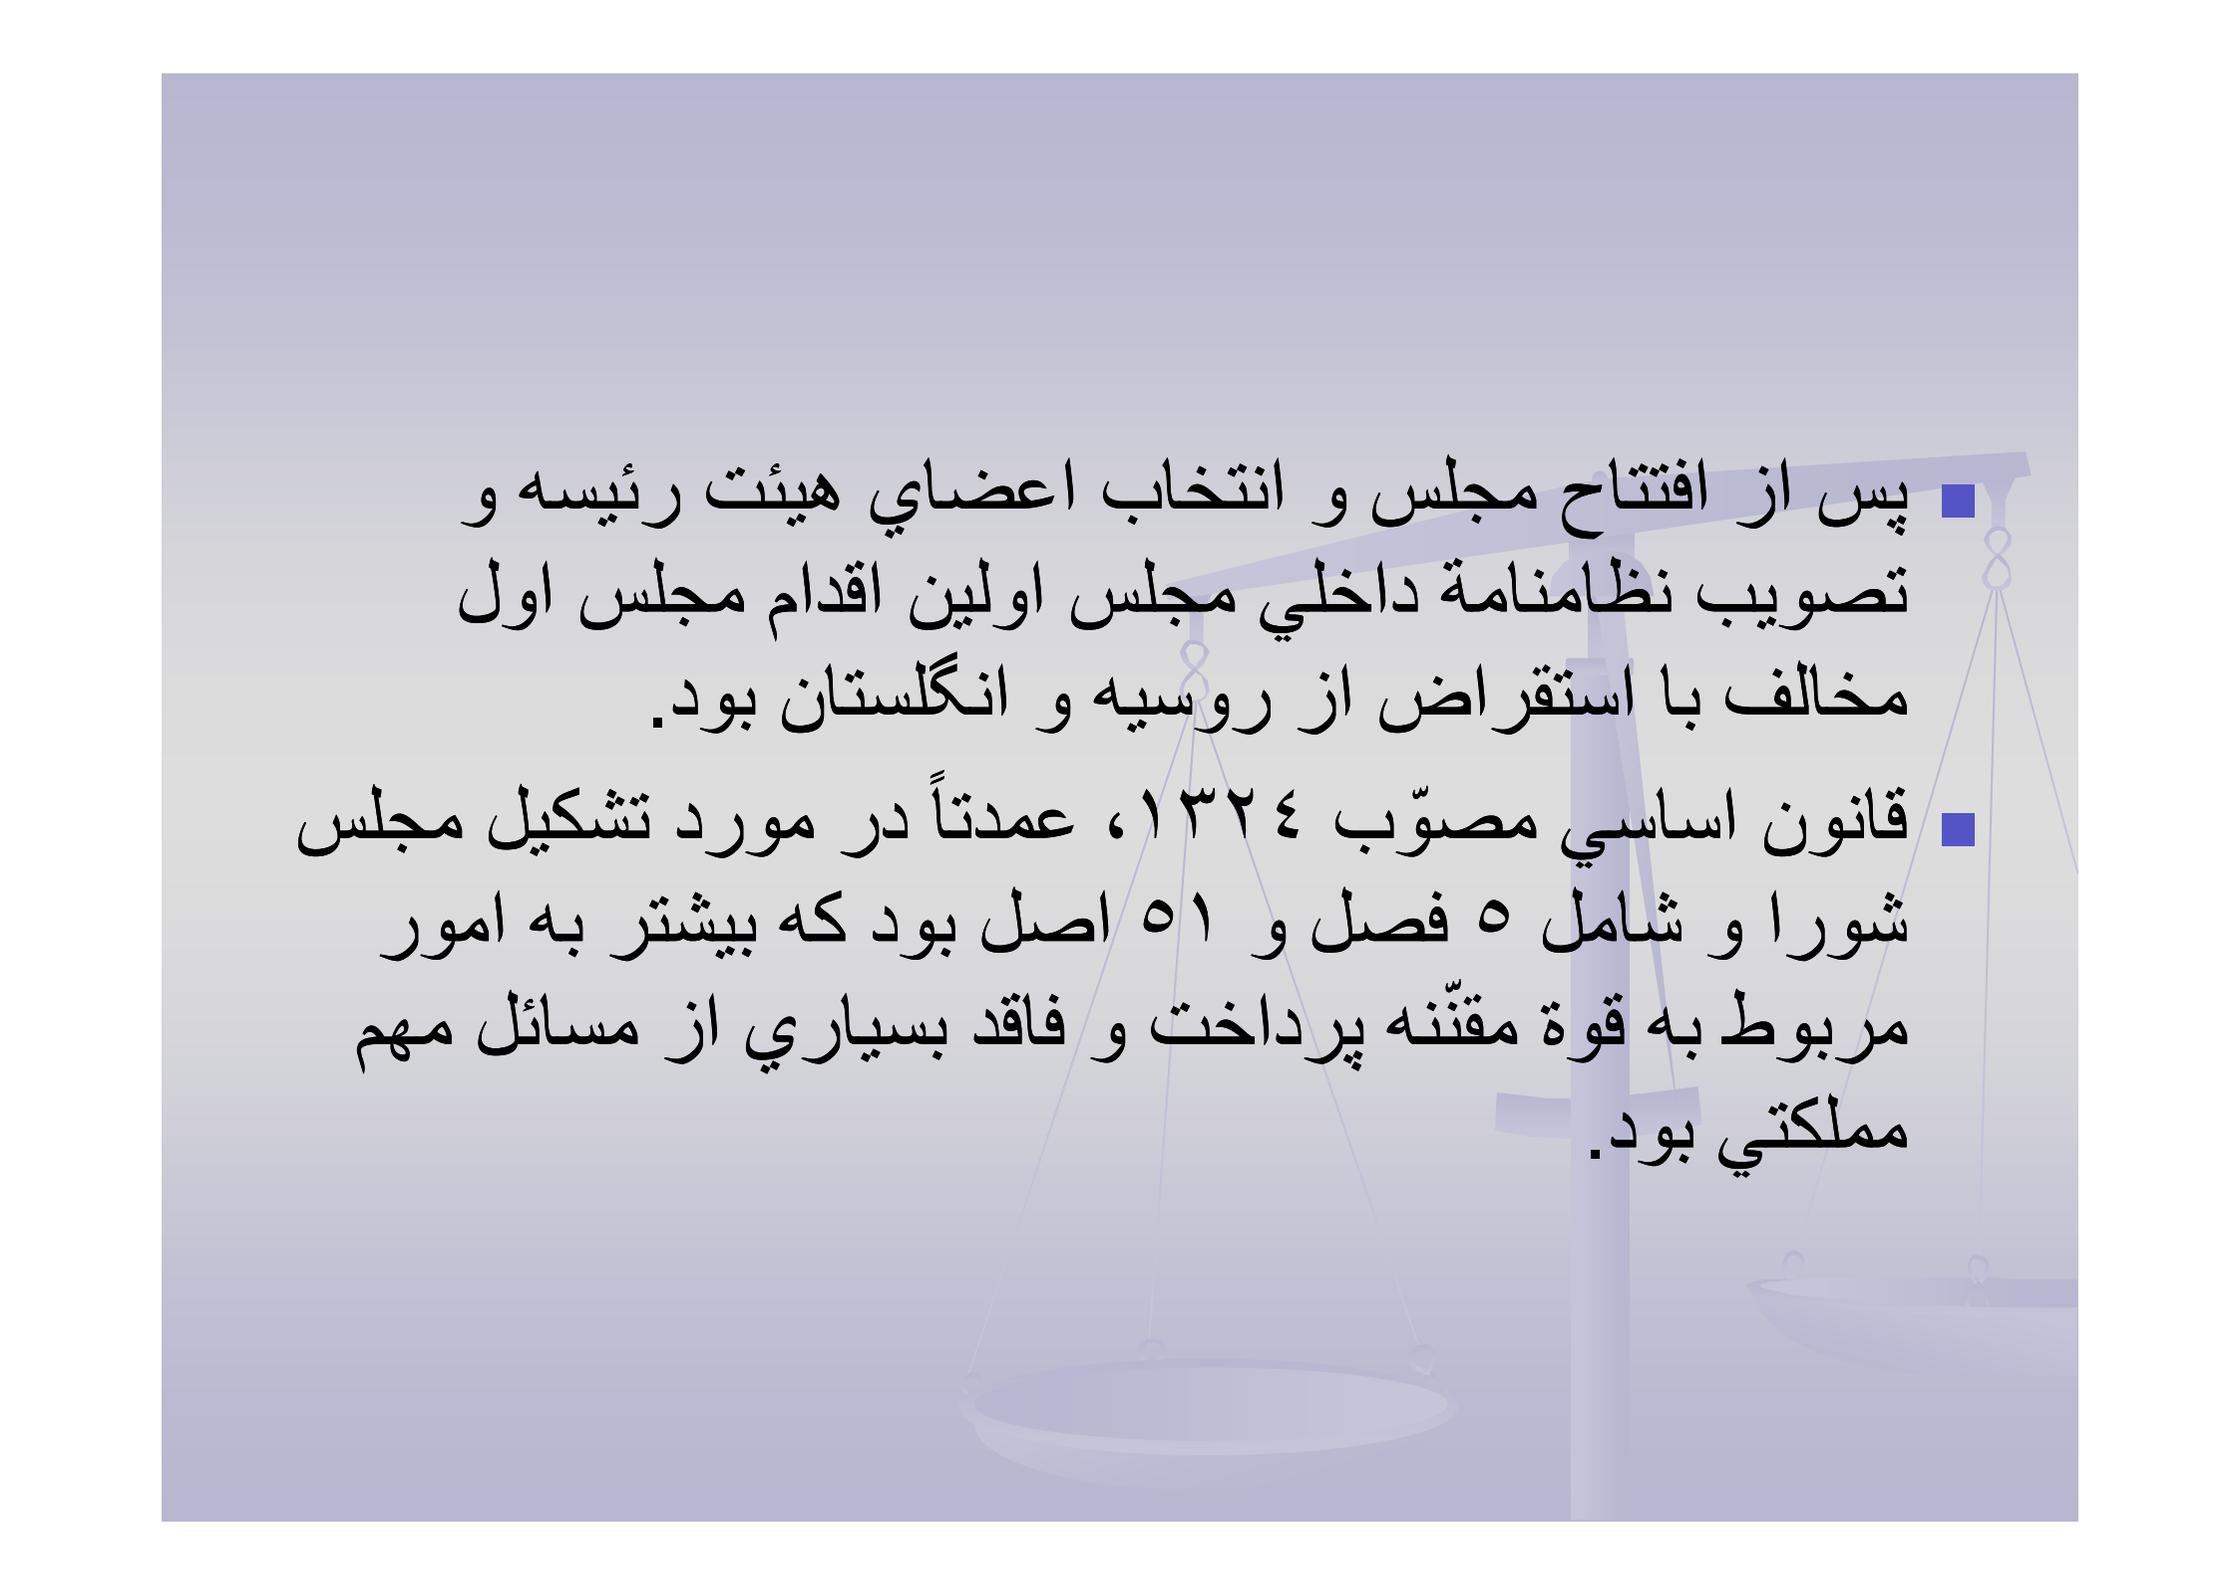 پس از افتتاح مجلس و انتخاب اعضاي هيئت رئيسه و
تصويب نظامنامة داخلي مجلس اولين اقدام مجلس اول
مخالف با استقراض از روسيه و انگلستان بود.
قانون اساسي مصوّب ١٣٢٤، عمدتاً در مورد تشكيل مجلس
شورا و شامل ٥ فصل و ٥١ اصل بود كه بيشتر به امور
مربوط به قوة مقنّنه پرداخت و فاقد بسياري از مسائل مهم
مملكتي بود.